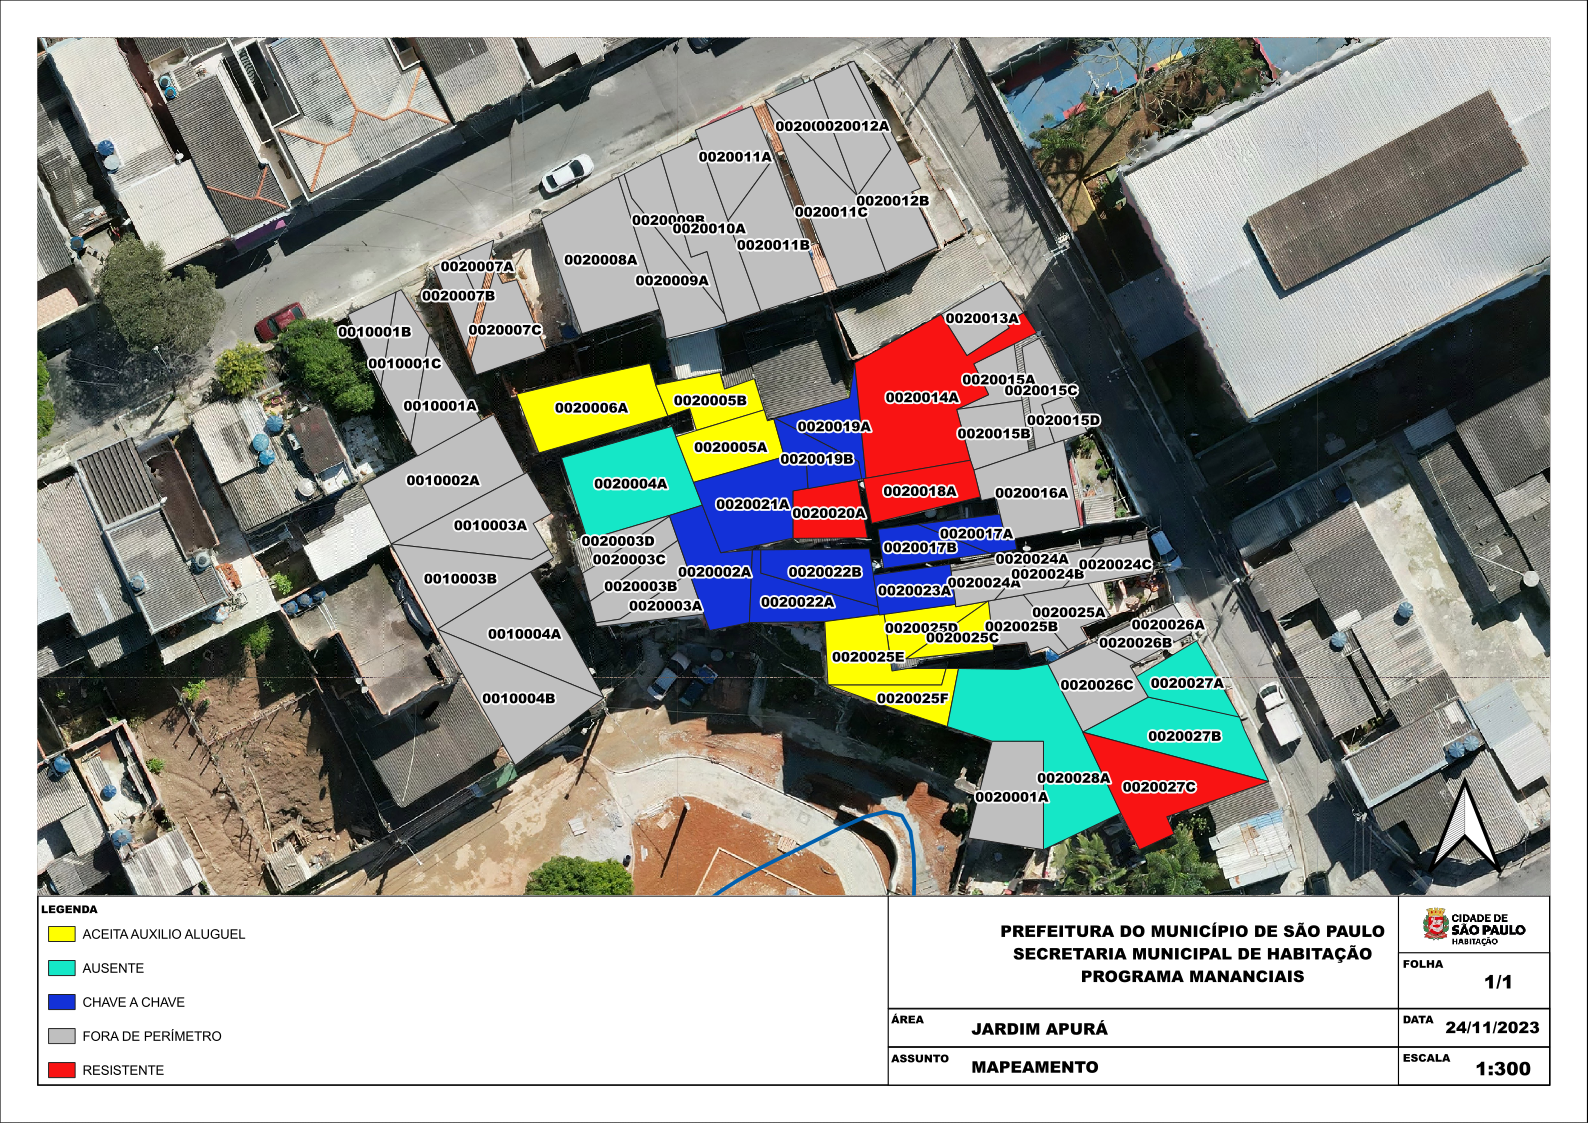 0020012A
0020011A
0020012B
0020011C
0020009B
0020010A
0020011B
0020008A
0020007A
0020009A
0020007B
0020013A
0010001B
0020007C
0010001C
0020015A
0020015C
0020014A
0020005B
0010001A
0020006A
0020015D
0020019A
0020015B
0020005A
0020019B
0010002A
0020004A
0020018A
0020016A
0020021A
0020020A
0010003A
0020017A
0020003D
0020017B
0020003C
0020024A
0020024C
0020002A
0020022B
0020024B
0010003B
0020024A
0020003B
0020023A
0020022A
0020003A
0020025A
0020026A
0020025D
0020025B
0010004A
0020025C
0020026B
0020025E
0020026C
0020027A
0010004B
0020025F
0020027B
0020028A
0020027C
0020001A
LEGENDA
ACEITA AUXILIO ALUGUEL
AUSENTE
CHAVE A CHAVE
FORA DE PERÍMETRO
RESISTENTE
PREFEITURA DO MUNICÍPIO DE SÃO PAULO
SECRETARIA MUNICIPAL DE HABITAÇÃO
PROGRAMA MANANCIAIS
CIDADE DE
SÃO PAULO
HABITAÇÃO
FOLHA
1/1
ÁREA
JARDIM APURÁ
DATA
24/11/2023
ASSUNTO
MAPEAMENTO
ESCALA
1:300